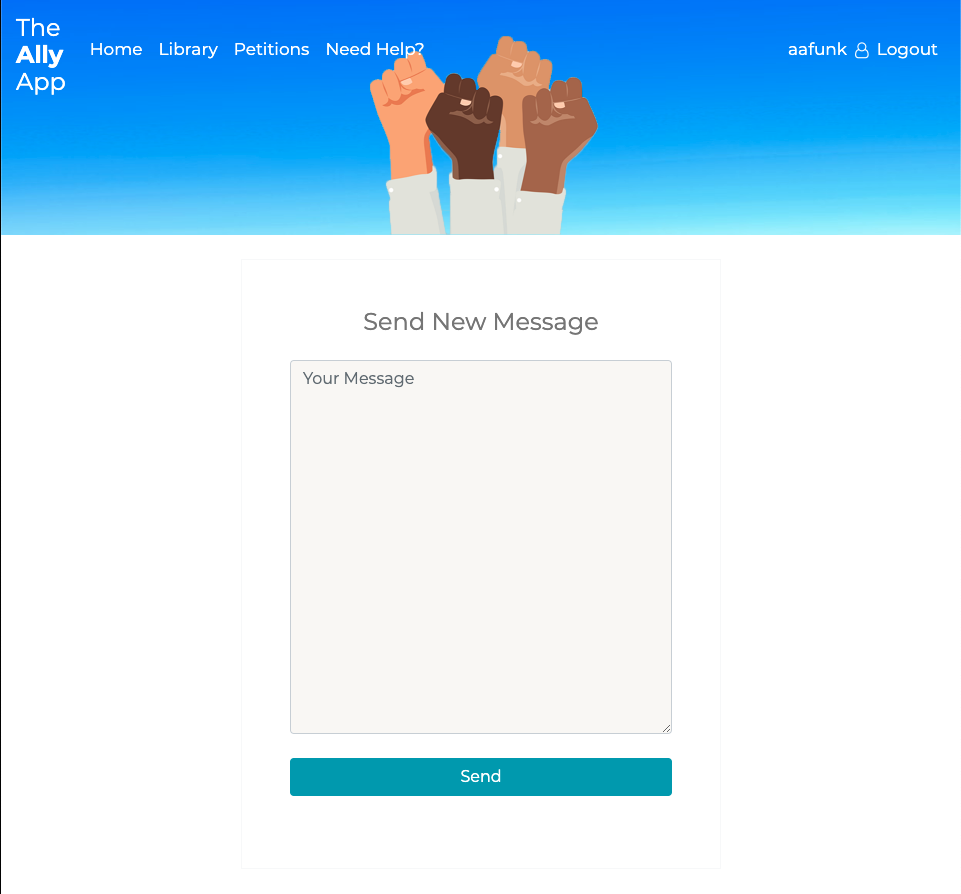 The
Ally
App
Home Library Petitions Need Help?
aafunk Logout
Send New Message
Your Message
Send